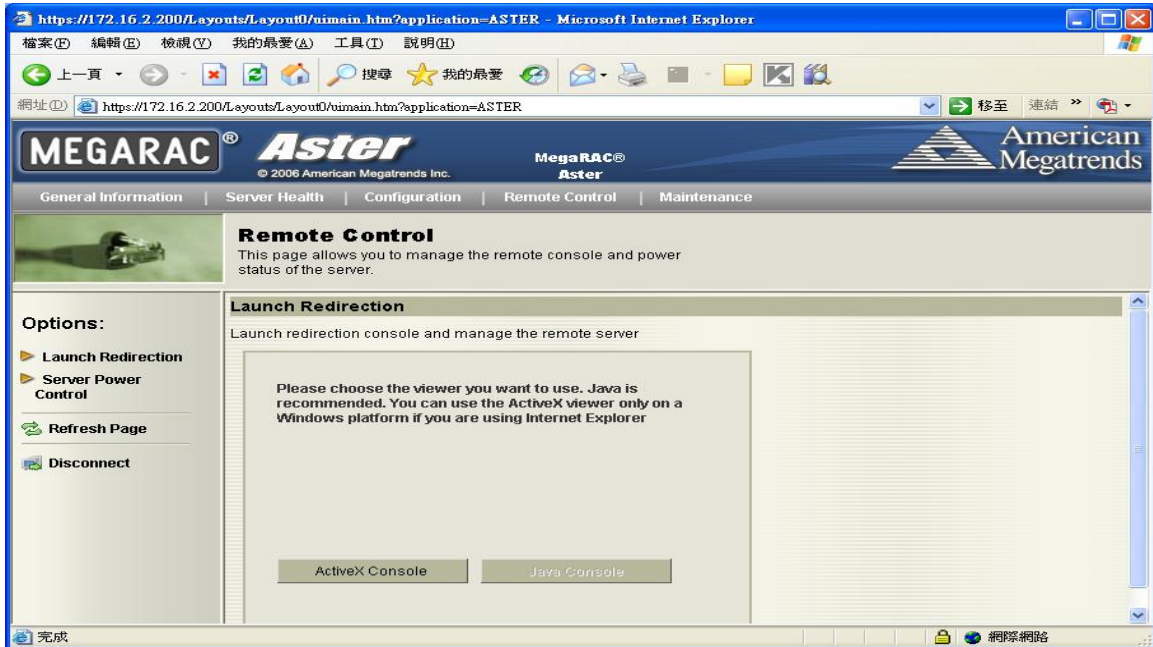 https://172.16.2.200/Layouts/Layout0/uimain.htm?application=ASTER - Microsoft Internet Explorer
檔案(F) 編輯(E) 檢視(V) 我的最愛(A) 工具(T) 說明(H)
上一頁 搜尋 我的最愛
網址(D) https://172.16.2.200/Layouts/Layout0/uimain.htm?application=ASTER 移至 連結 »
MEGARAC® Aster
© 2006 American Megatrends Inc.
MegaRAC®
Aster
American
Megatrends
General Information | Server Health | Configuration | Remote Control | Maintenance
Remote Control
This page allows you to manage the remote console and power
status of the server.
Options:
Launch Redirection
Server Power
Control
Refresh Page
Disconnect
Launch Redirection
Launch redirection console and manage the remote server
Please choose the viewer you want to use. Java is
recommended. You can use the ActiveX viewer only on a
Windows platform if you are using Internet Explorer
ActiveX Console
Java Console
完成
網際網路